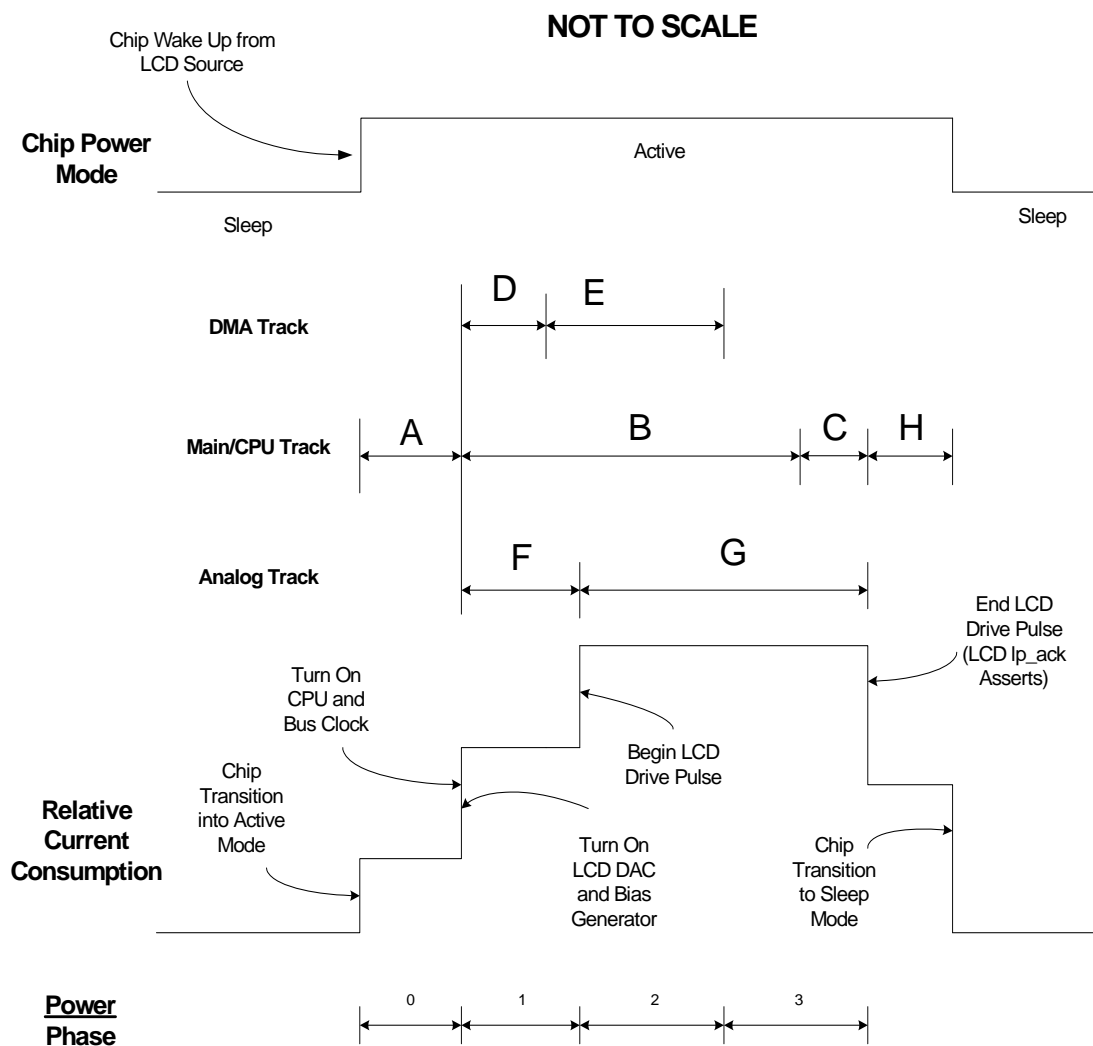 NOT TO SCALE
Chip Wake Up from
LCD Source
Chip Power
Mode
Active
Sleep
Sleep
D
E
DMA Track
A
B
C
H
Main/CPU Track
F
G
Analog Track
End LCD
Drive Pulse
(LCD lp_ack
Asserts)
Turn On
CPU and
Bus Clock
Begin LCD
Drive Pulse
Chip
Transition
into Active
Mode
Relative
Current
Consumption
Turn On
LCD DAC
and Bias
Generator
Chip
Transition
to Sleep
Mode
Power
Phase
0
1
2
3